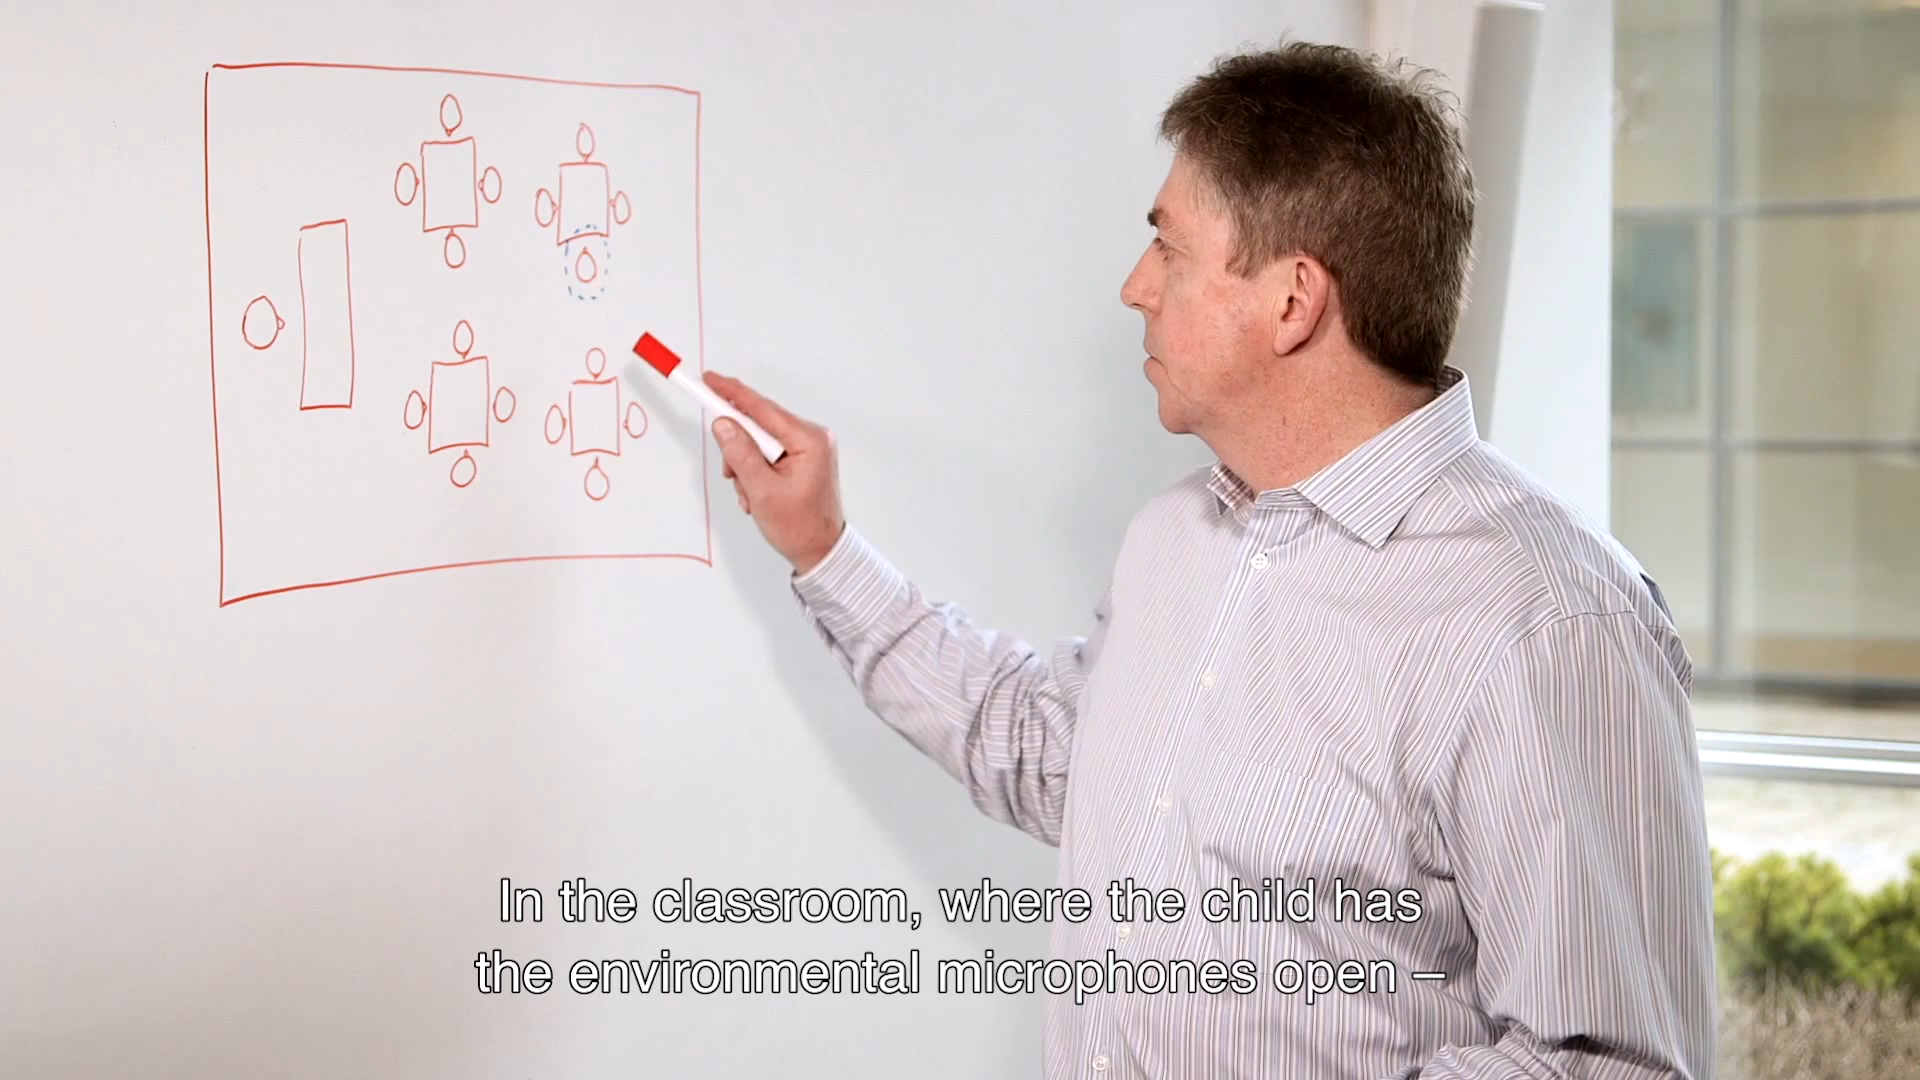 In the classroom, where the child has
the environmental microphones open –